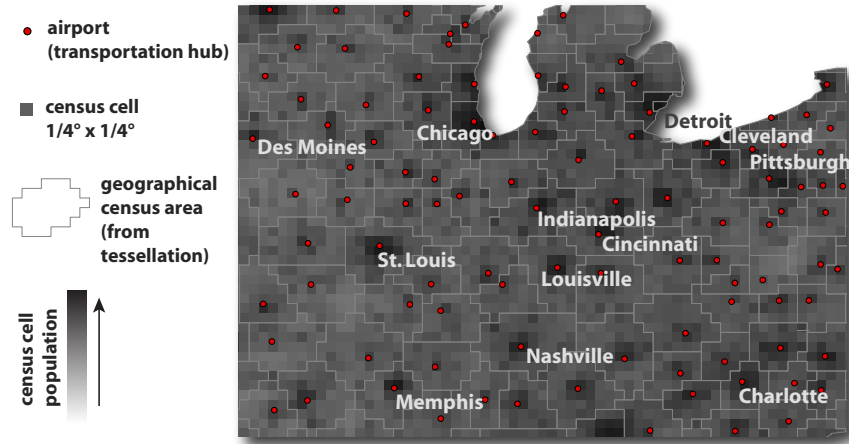 airport
(transportation hub)
census cell
1/4° x 1/4°
geographical
census area
(from
tessellation)
census cell
population
Detroit
Chicago
Cleveland
Des Moines
Pittsburgh
Indianapolis
Cincinnati
St. Louis
Louisville
Nashville
Charlotte
Memphis